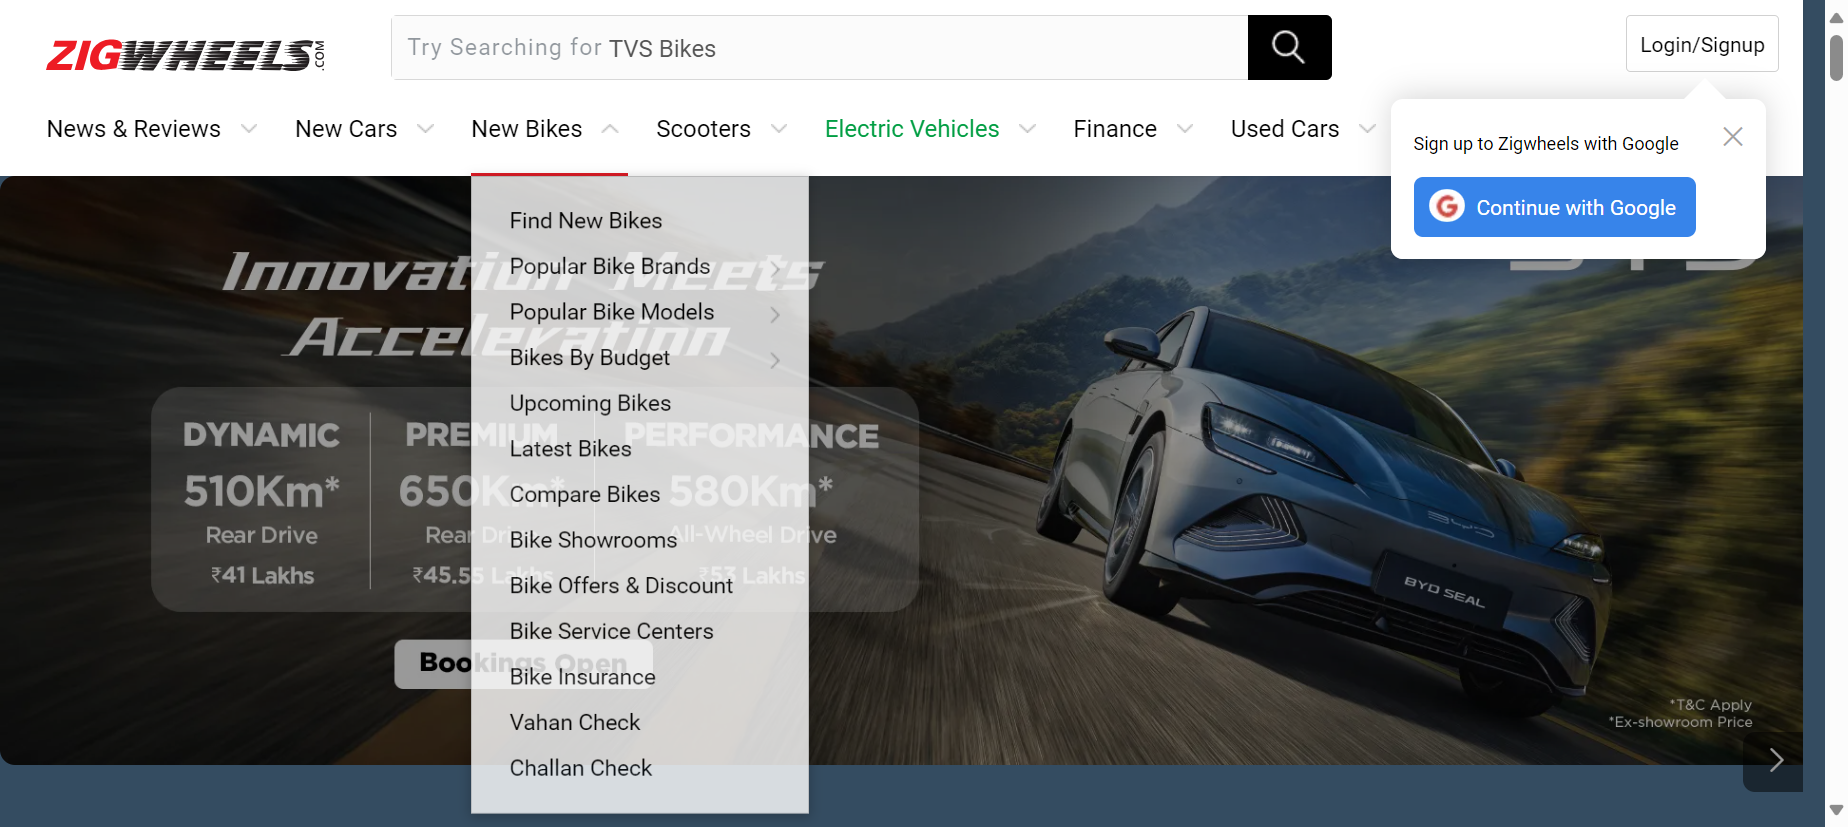 ZIGWHEELS.COM
Try Searching for TVS Bikes
Login/Signup
News & Reviews
New Cars
New Bikes
Scooters
Electric Vehicles
Finance
Used Cars
Sign up to Zigwheels with Google
Continue with Google
Find New Bikes
Popular Bike Brands
Popular Bike Models
Bikes By Budget
Upcoming Bikes
Latest Bikes
Compare Bikes
Bike Showrooms
Bike Offers & Discount
Bike Service Centers
Bike Insurance
Vahan Check
Challan Check
Innovation Meets
Acceleration
DYNAMIC
510Km*
Rear Drive
₹41 Lakhs
PREMIUM
650Km*
Rear Drive
₹45.55 Lakhs
PERFORMANCE
580Km*
All-Wheel Drive
₹53 Lakhs
Bookings Open
BYD
BYD SEAL
*T&C Apply
*Ex-showroom Price